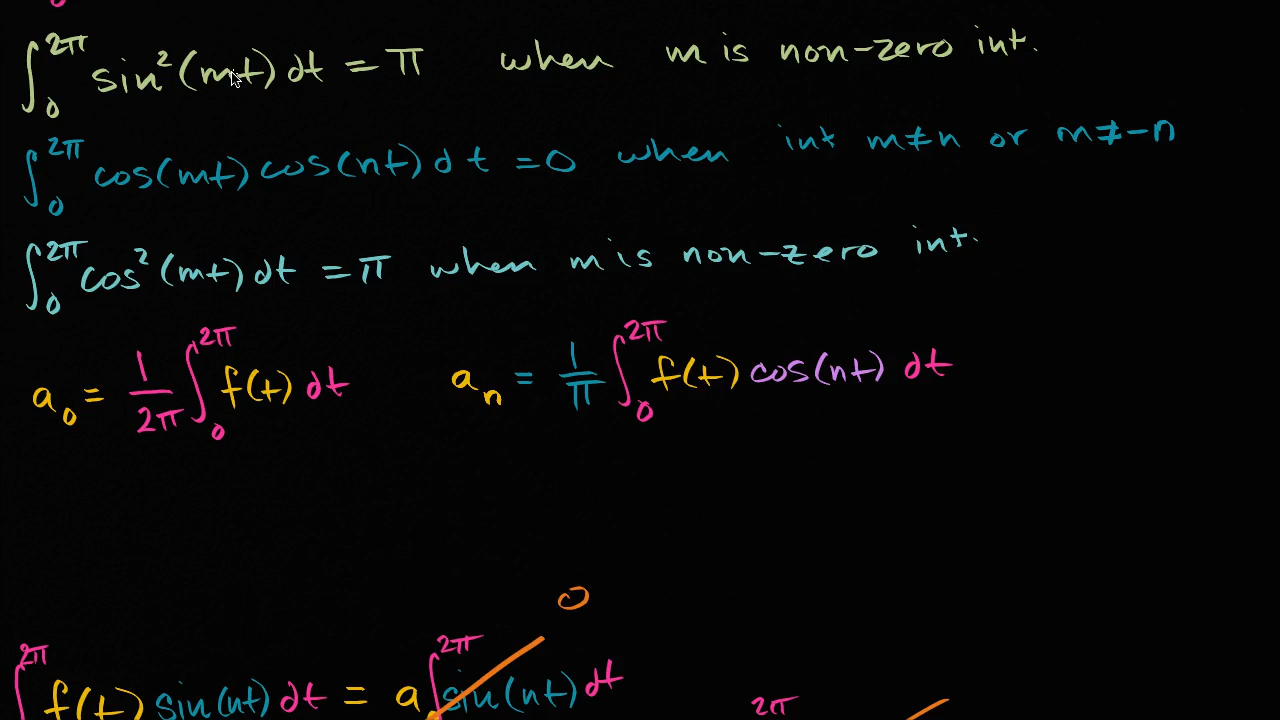 ∫₀^2π sin²(mt) dt = π when m is non-zero int.
∫₀^2π cos(mt) cos(nt) dt = 0 when int m≠n or m≠-n
∫₀^2π cos²(mt) dt = π when m is non-zero int.
a₀ = 1/2π ∫₀^2π f(t) dt aₙ = 1/π ∫₀^2π f(t) cos(nt) dt
0
∫^2π f(t) sin(nt) dt = a₀ ∫^2π sin(nt) dt
2π